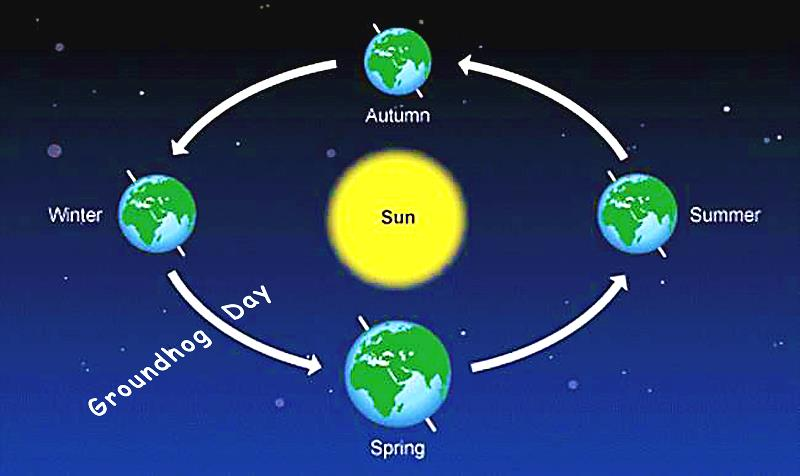 Autumn
Winter
Sun
Summer
Groundhog Day
Spring